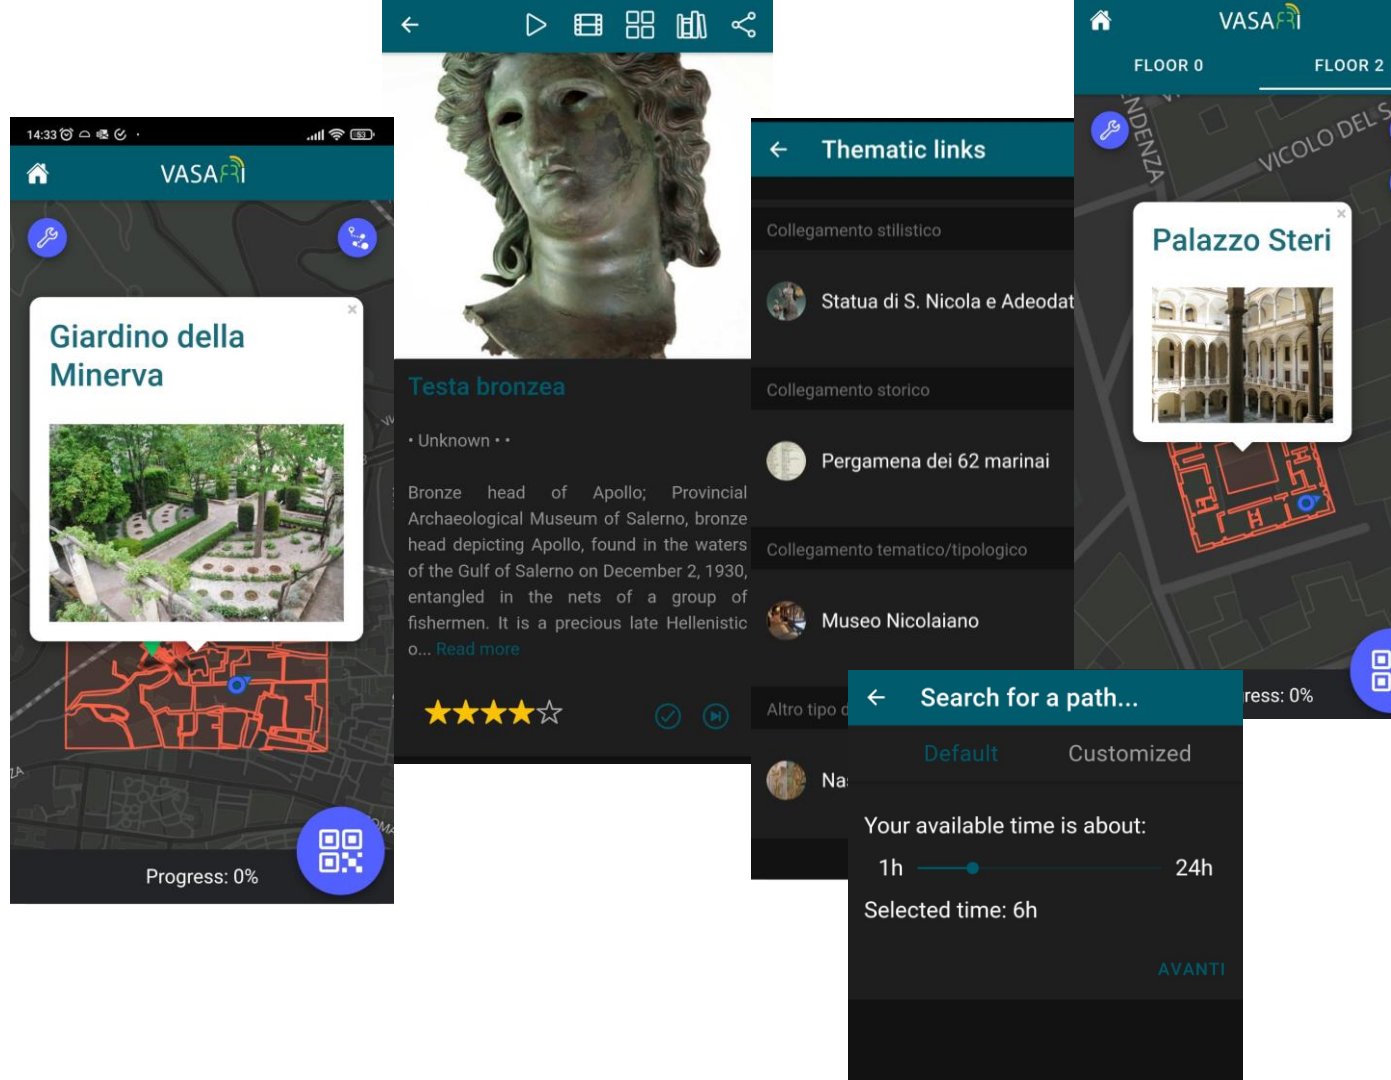 14:33
53
VASARI
Giardino della
Minerva
Progress: 0%
Testa bronzea
• Unknown • •
Bronze head of Apollo; Provincial
Archaeological Museum of Salerno, bronze
head depicting Apollo, found in the waters
of the Gulf of Salerno on December 2, 1930,
entangled in the nets of a group of
fishermen. It is a precious late Hellenistic
o... Read more
Thematic links
Collegamento stilistico
Statua di S. Nicola e Adeodat
Collegamento storico
Pergamena dei 62 marinai
Collegamento tematico/tipologico
Museo Nicolaiano
Altro tipo d
Na
VASARI
FLOOR 0
FLOOR 2
NDENZA
VICOLO DEL S
Palazzo Steri
ress: 0%
Search for a path...
Default
Customized
Your available time is about:
1h
24h
Selected time: 6h
AVANTI